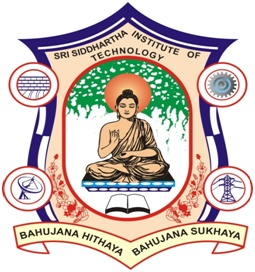 SRI SIDDHARTHA INSTITUTE OF
TECHNOLOGY
BAHUJANA HITHAYA BAHUJANA SUKHAYA